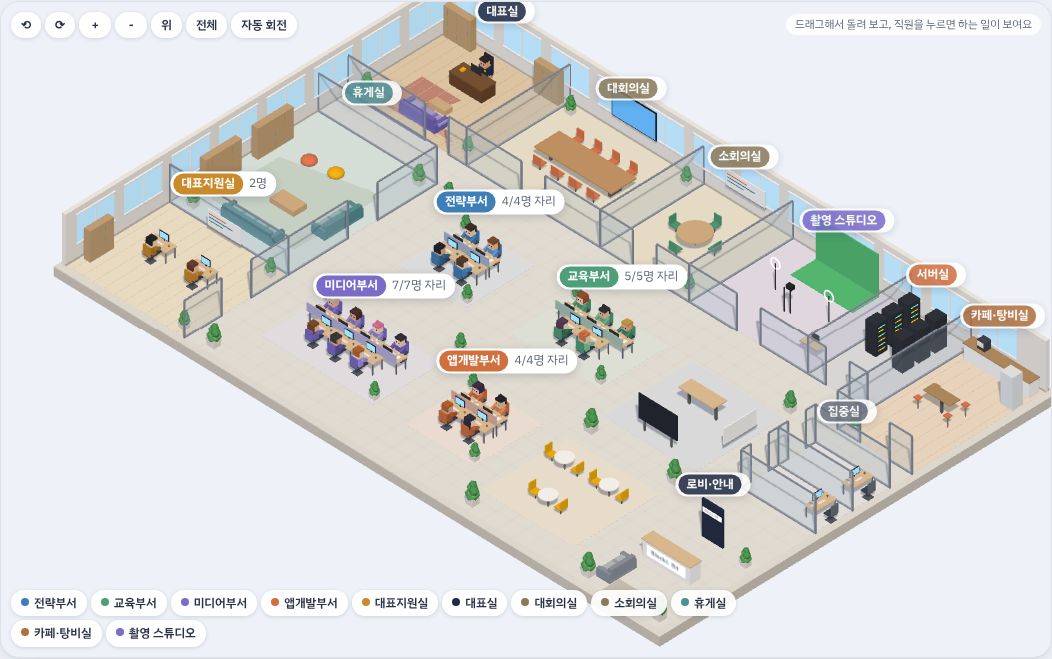 ⟲ ⟳ + - 위 전체 자동 회전
드래그해서 돌려 보고, 직원을 누르면 하는 일이 보여요
대표실
휴게실
대회의실
소회의실
대표지원실 2명
전략부서 4/4명 자리
촬영 스튜디오
미디어부서 7/7명 자리
교육부서 5/5명 자리
서버실
카페·탕비실
앱개발부서 4/4명 자리
집중실
로비·안내
전략부서 교육부서 미디어부서 앱개발부서 대표지원실 대표실 대회의실 소회의실 휴게실
카페·탕비실 촬영 스튜디오